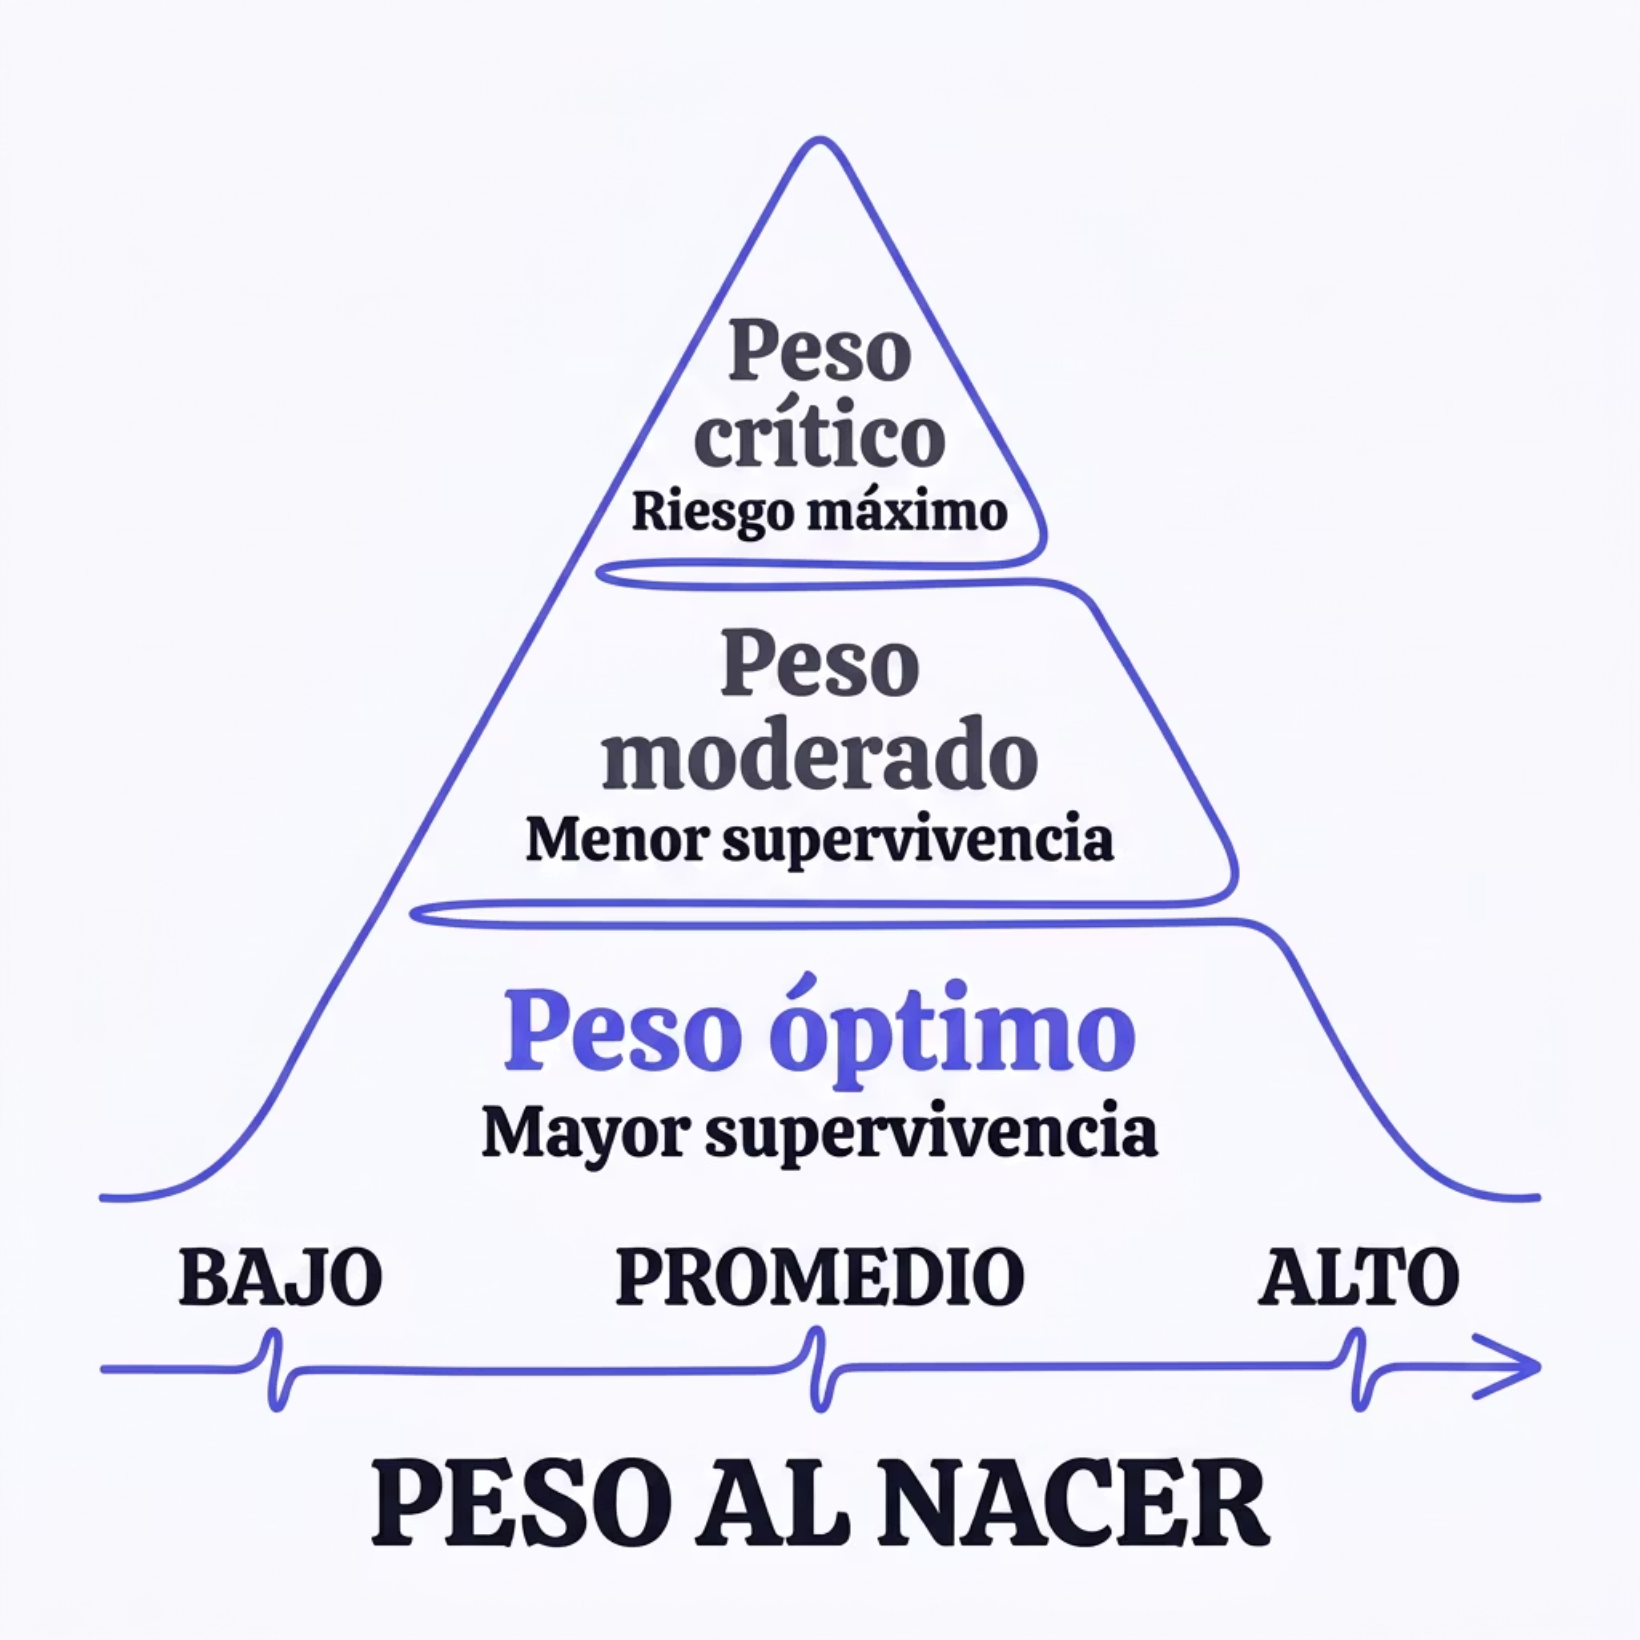 Peso
crítico
Riesgo máximo
Peso
moderado
Menor supervivencia
Peso óptimo
Mayor supervivencia
BAJO PROMEDIO ALTO
PESO AL NACER